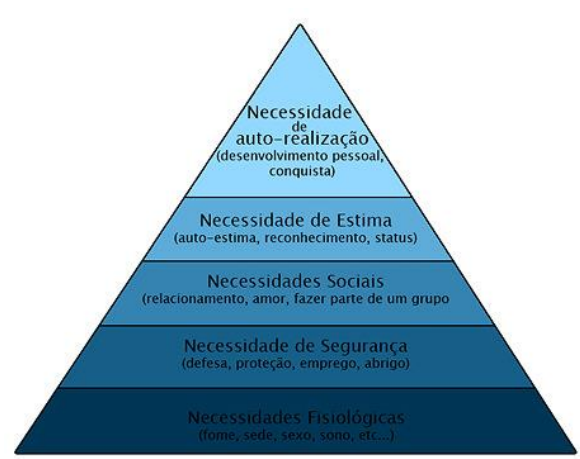 Necessidade
de
auto-realização
(desenvolvimento pessoal,
conquista)
Necessidade de Estima
(auto-estima, reconhecimento, status)
Necessidades Sociais
(relacionamento, amor, fazer parte de um grupo
Necessidade de Segurança
(defesa, proteção, emprego, abrigo)
Necessidades Fisiológicas
(fome, sede, sexo, sono, etc...)